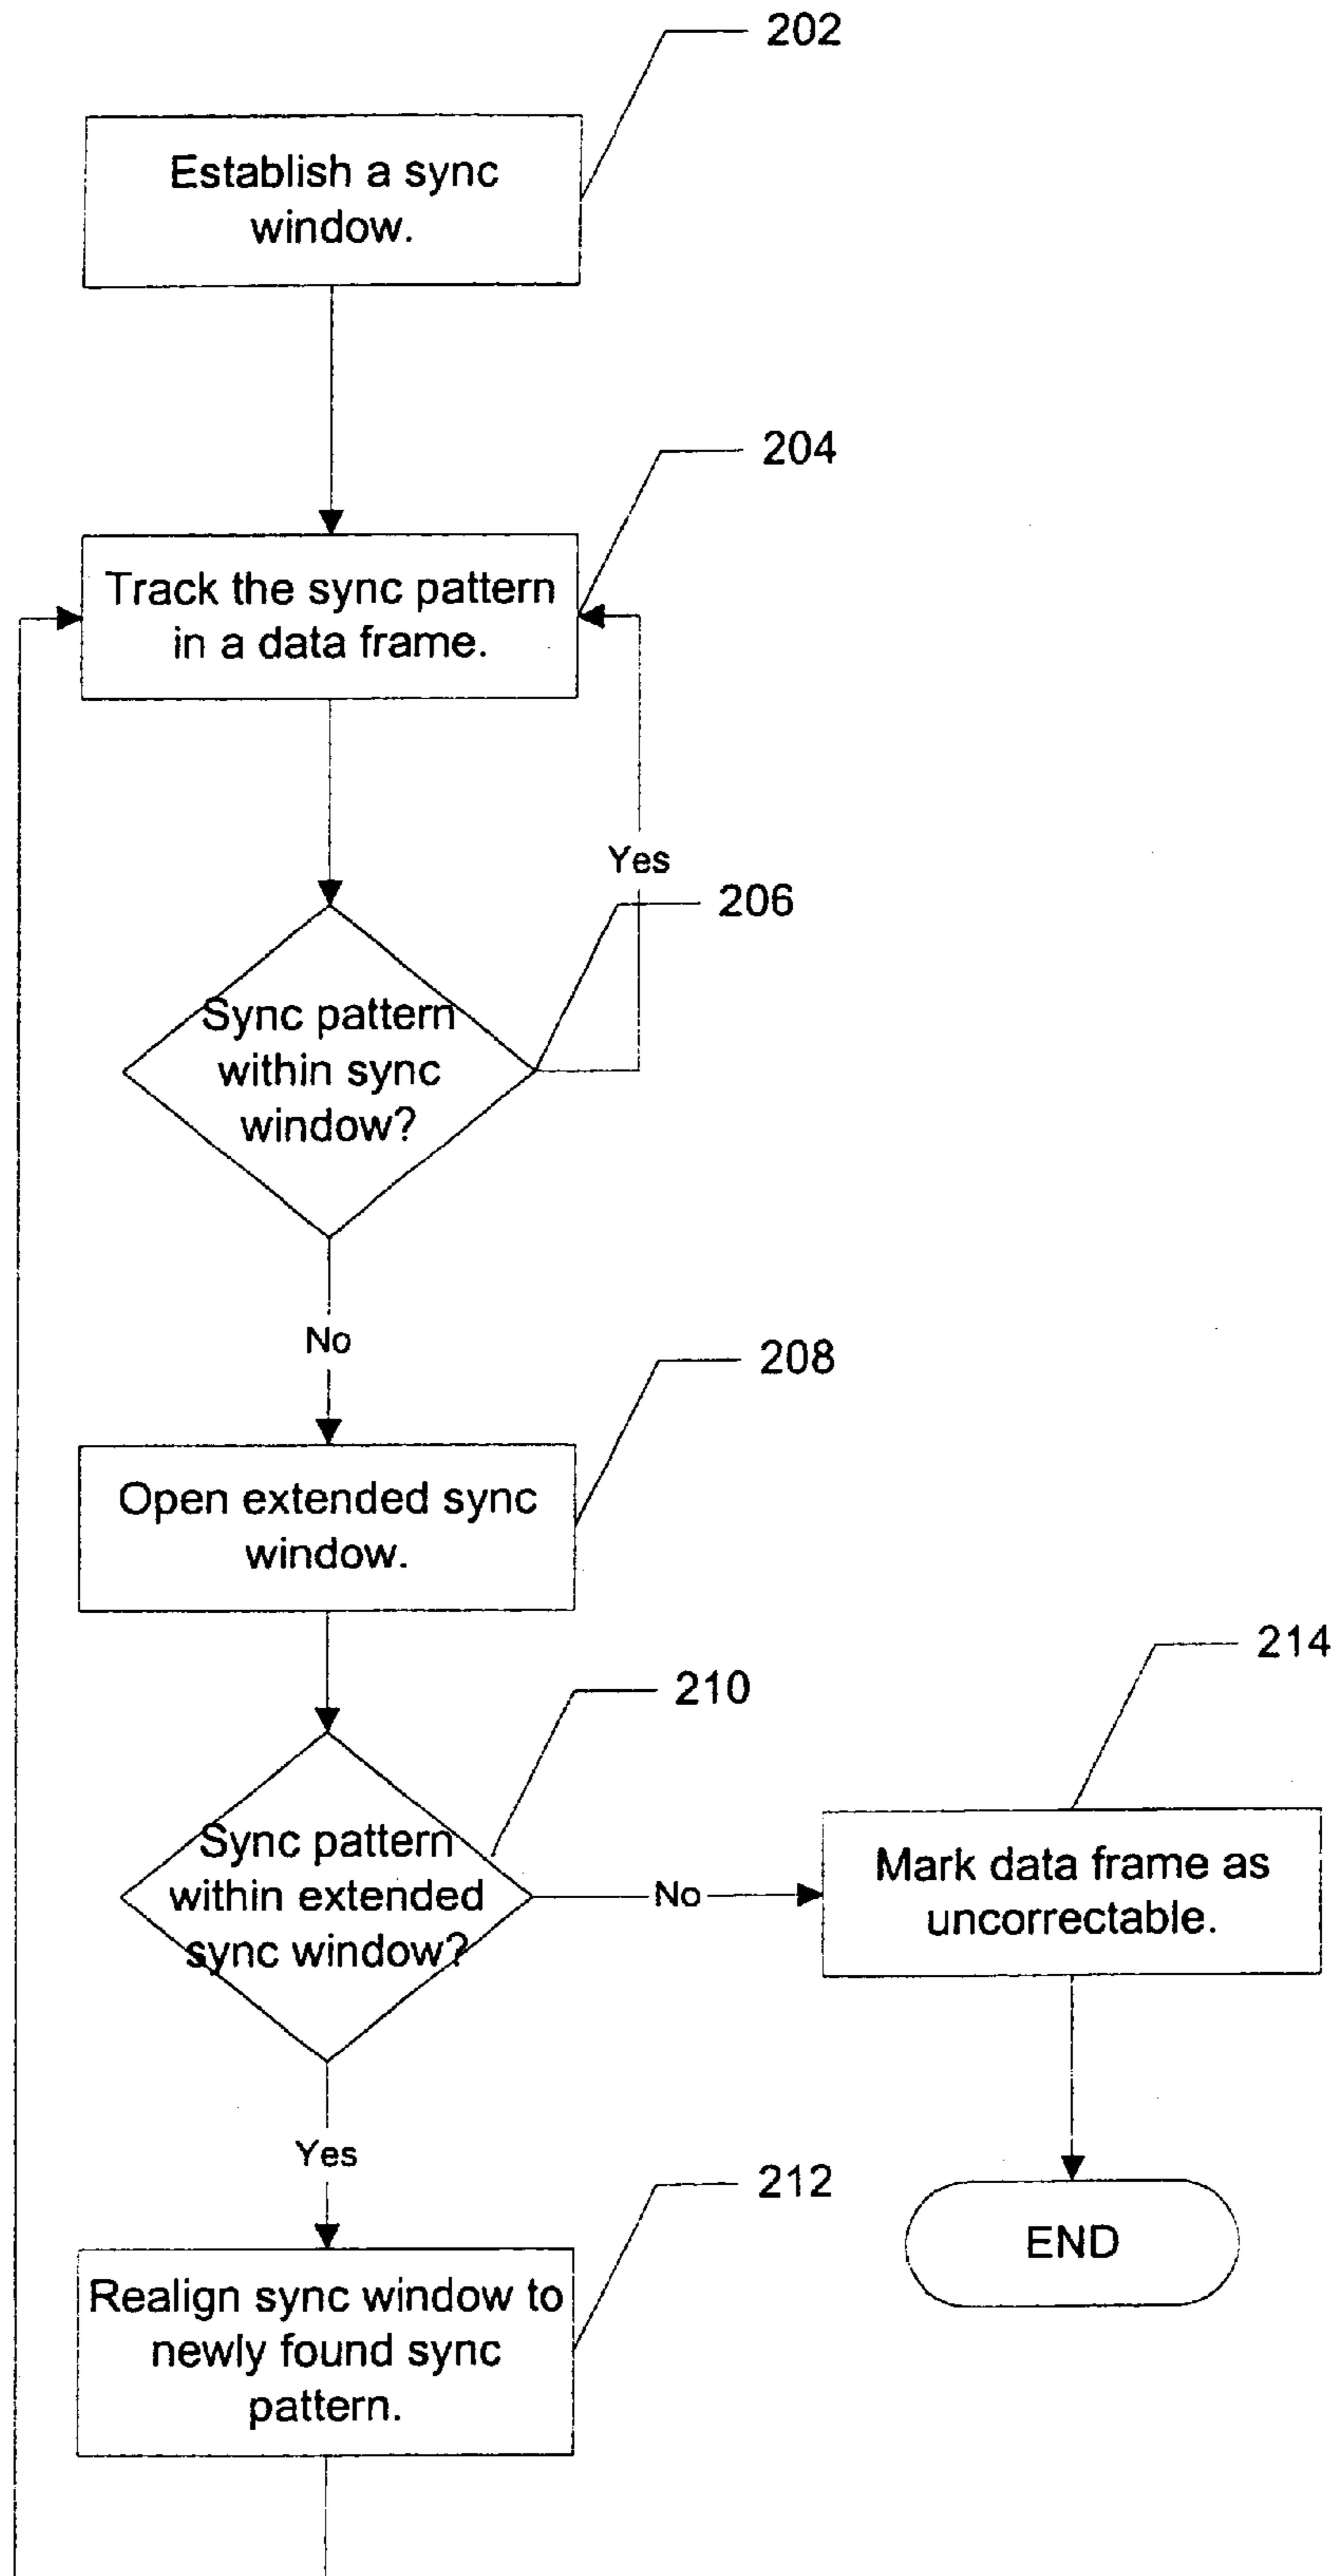 202
Establish a sync
window.
204
Track the sync pattern
in a data frame.
Yes
206
Sync pattern
within sync
window?
No
208
Open extended sync
window.
214
210
Sync pattern
within extended
sync window?
No
Mark data frame as
uncorrectable.
Yes
212
END
Realign sync window to
newly found sync
pattern.